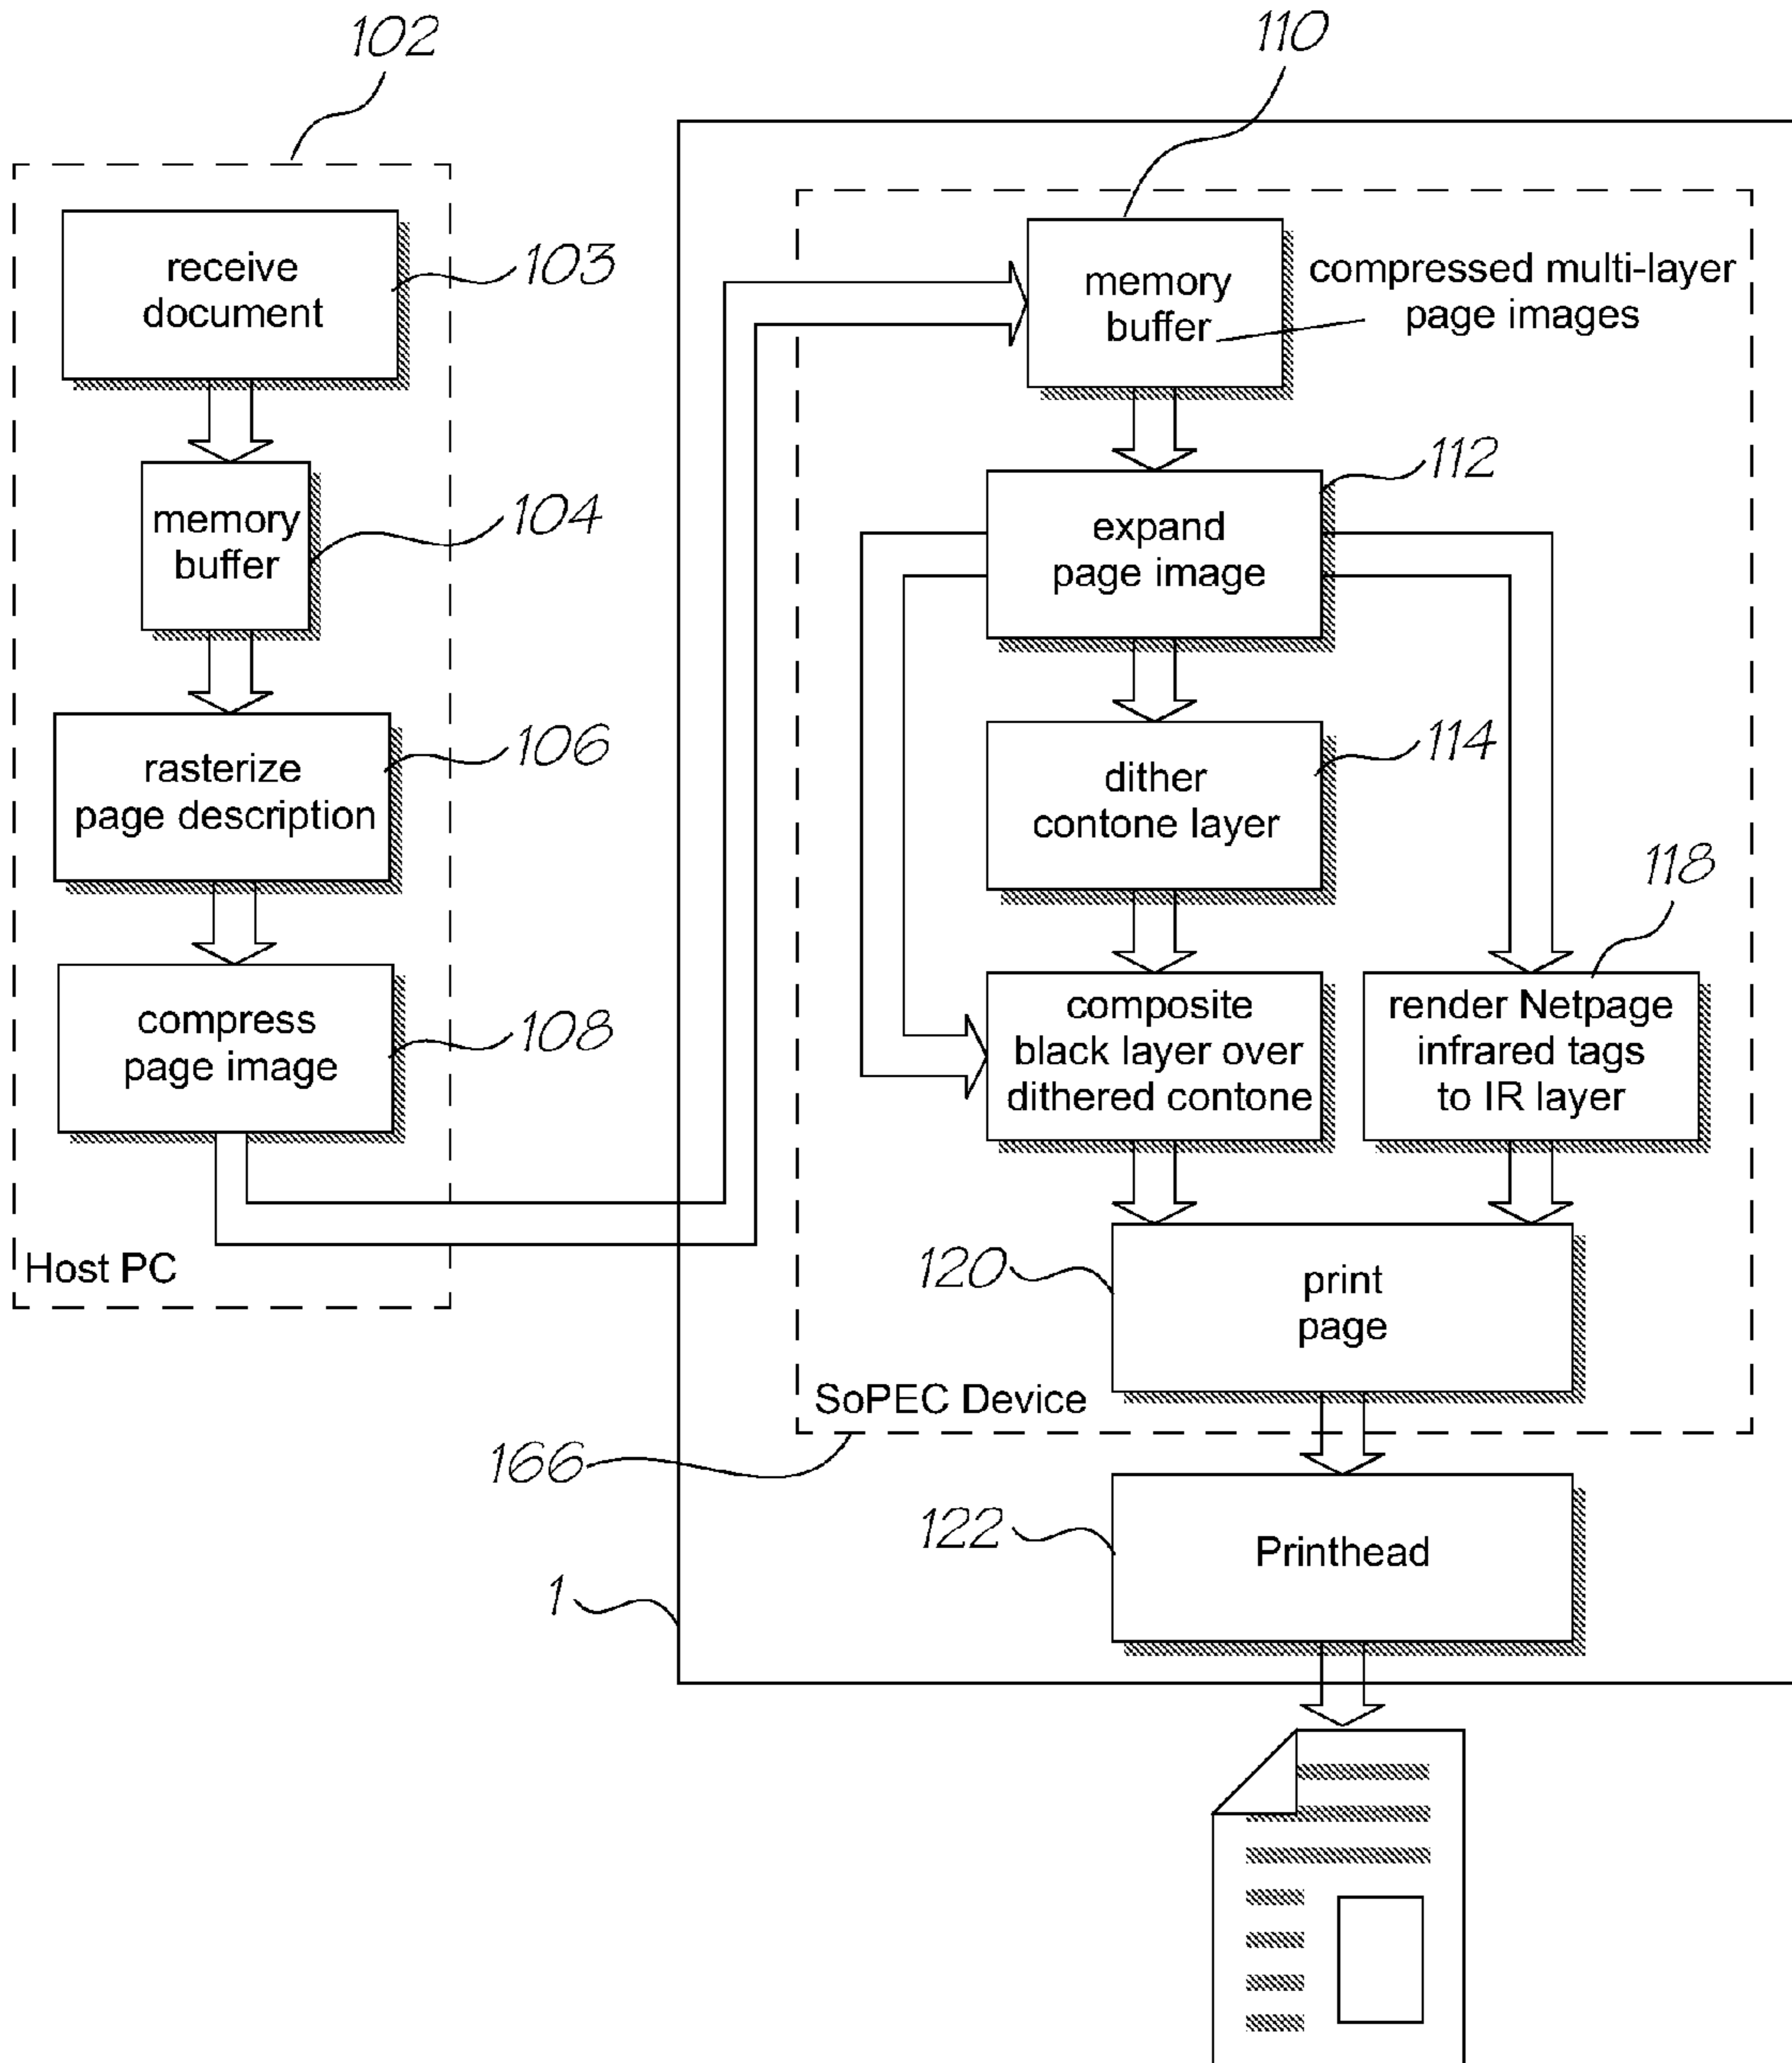 102
110
receive
document
103
memory
buffer
compressed multi-layer
page images
112
memory
buffer
104
expand
page image
rasterize
page description
106
dither
contone layer
114
118
compress
page image
108
composite
black layer over
dithered contone
render Netpage
infrared tags
to IR layer
Host PC
120
print
page
SoPEC Device
166
122
Printhead
1